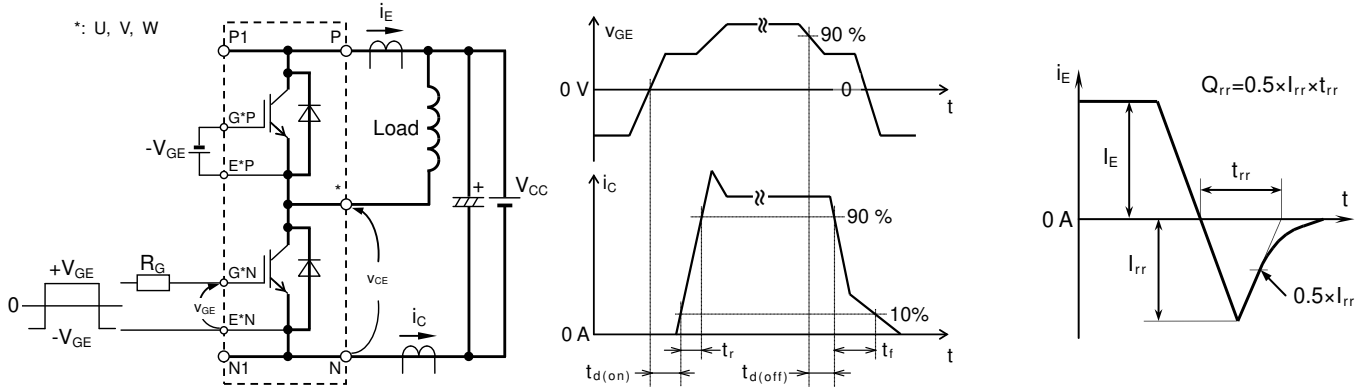 *: U, V, W
P1
P
iE
G*P
-VGE
E*P
Load
*
+
VCC
+VGE
0
-VGE
RG
G*N
vGE
E*N
vCE
iC
N1
N
vGE
90 %
0 V
0
t
iC
90 %
10%
0 A
tr
tf
t
td(on)
td(off)
iE
Qrr=0.5×Irr×trr
IE
trr
t
0 A
Irr
0.5×Irr